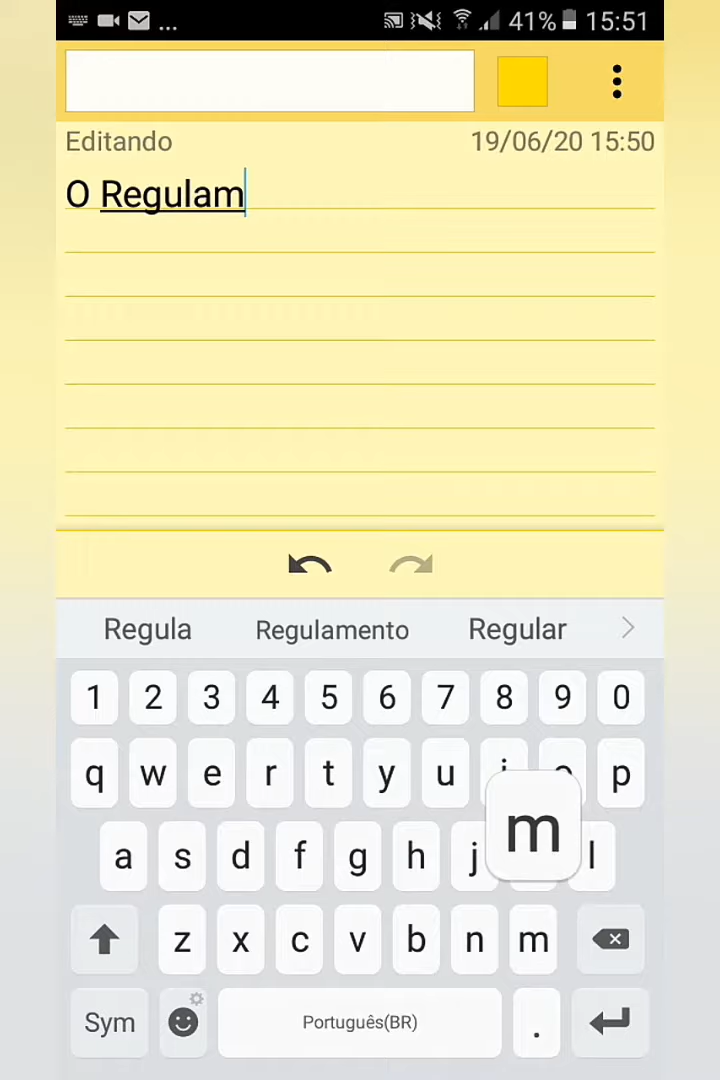 ... 41% 15:51
Editando 19/06/20 15:50
O Regulam
Regula Regulamento Regular
1 2 3 4 5 6 7 8 9 0
q w e r t y u p
m
a s d f g h j l
z x c v b n m
Sym Português(BR) .